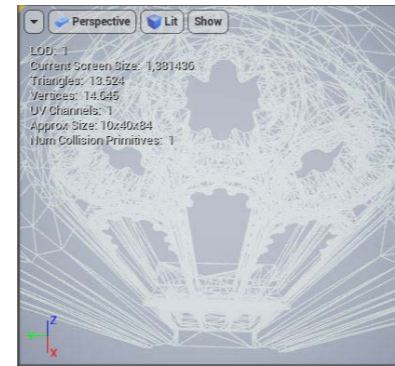 Perspective Lit Show
LOD: 1
Current Screen Size: 1,381436
Triangles: 13.524
Vertices: 14.645
UV Channels: 1
Approx Size: 10x40x84
Num Collision Primitives: 1
Z
X